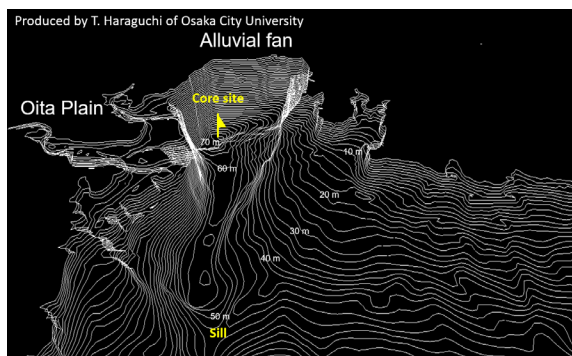 Produced by T. Haraguchi of Osaka City University
Alluvial fan
Core site
Oita Plain
70 m
60 m
10 m
20 m
30 m
40 m
50 m
Sill